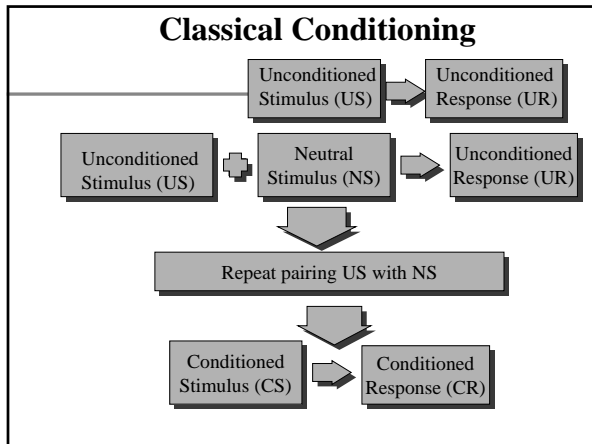 Classical Conditioning
Unconditioned
Stimulus (US)
Unconditioned
Response (UR)
Unconditioned
Stimulus (US)
Neutral
Stimulus (NS)
Unconditioned
Response (UR)
Repeat pairing US with NS
Conditioned
Stimulus (CS)
Conditioned
Response (CR)